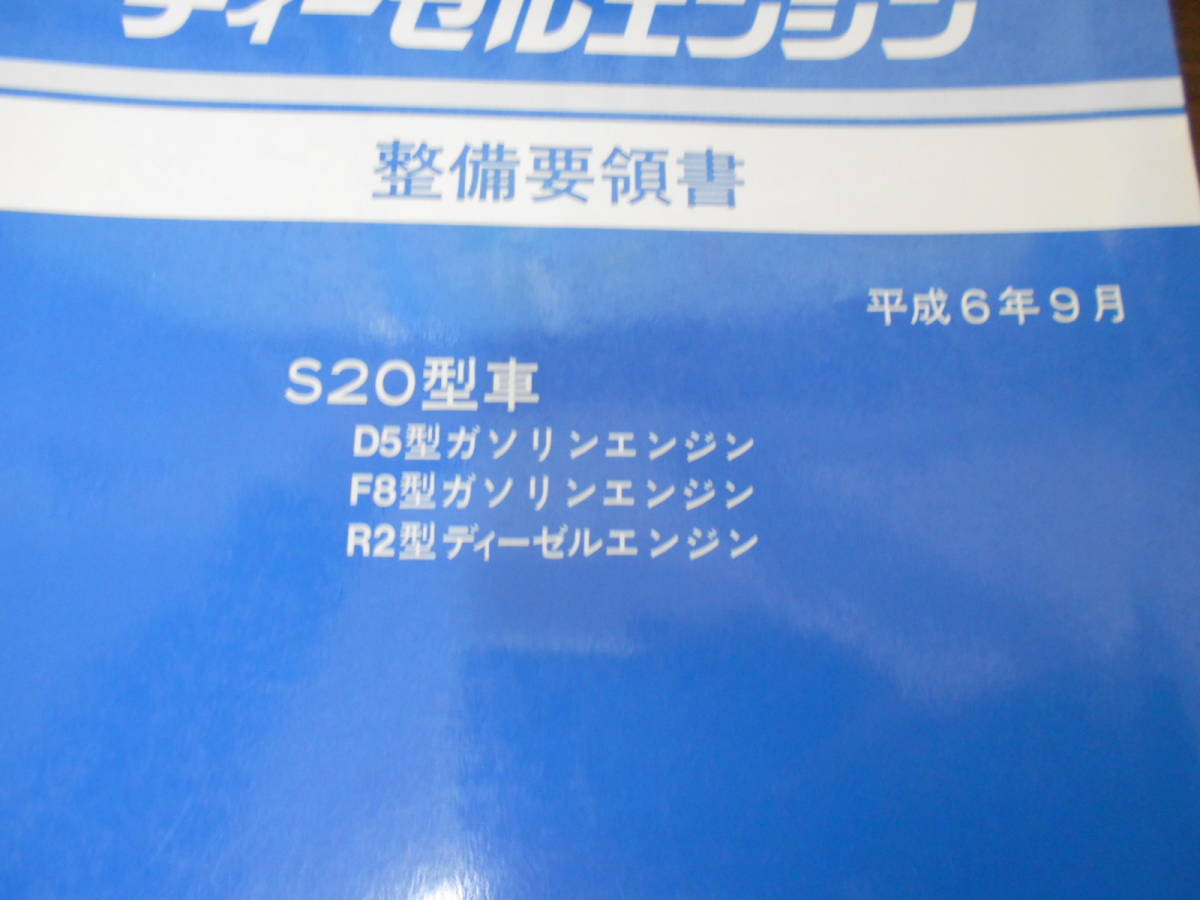 ディーゼルエンジン
整備要領書
平成6年9月
S20型車
D5型ガソリンエンジン
F8型ガソリンエンジン
R2型ディーゼルエンジン